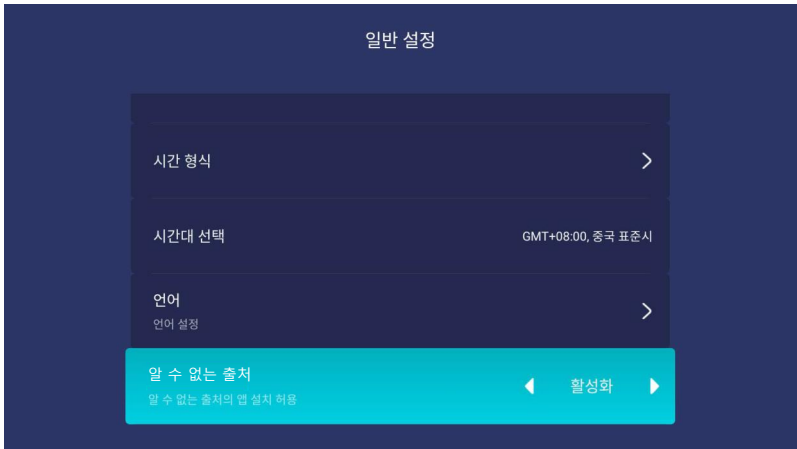 일반 설정
시간 형식
시간대 선택
GMT+08:00, 중국 표준시
언어
언어 설정
알 수 없는 출처
알 수 없는 출처의 앱 설치 허용
활성화